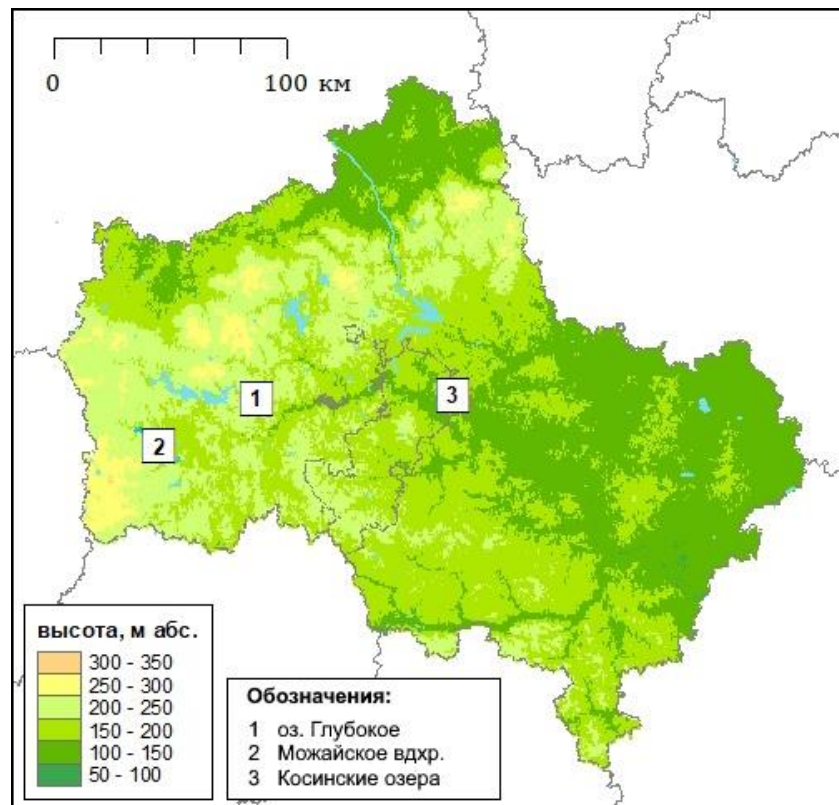 0 100 км
1
3
2
высота, м абс.
300 - 350
250 - 300
200 - 250
150 - 200
100 - 150
50 - 100
Обозначения:
1 оз. Глубокое
2 Можайское вдхр.
3 Косинские озера